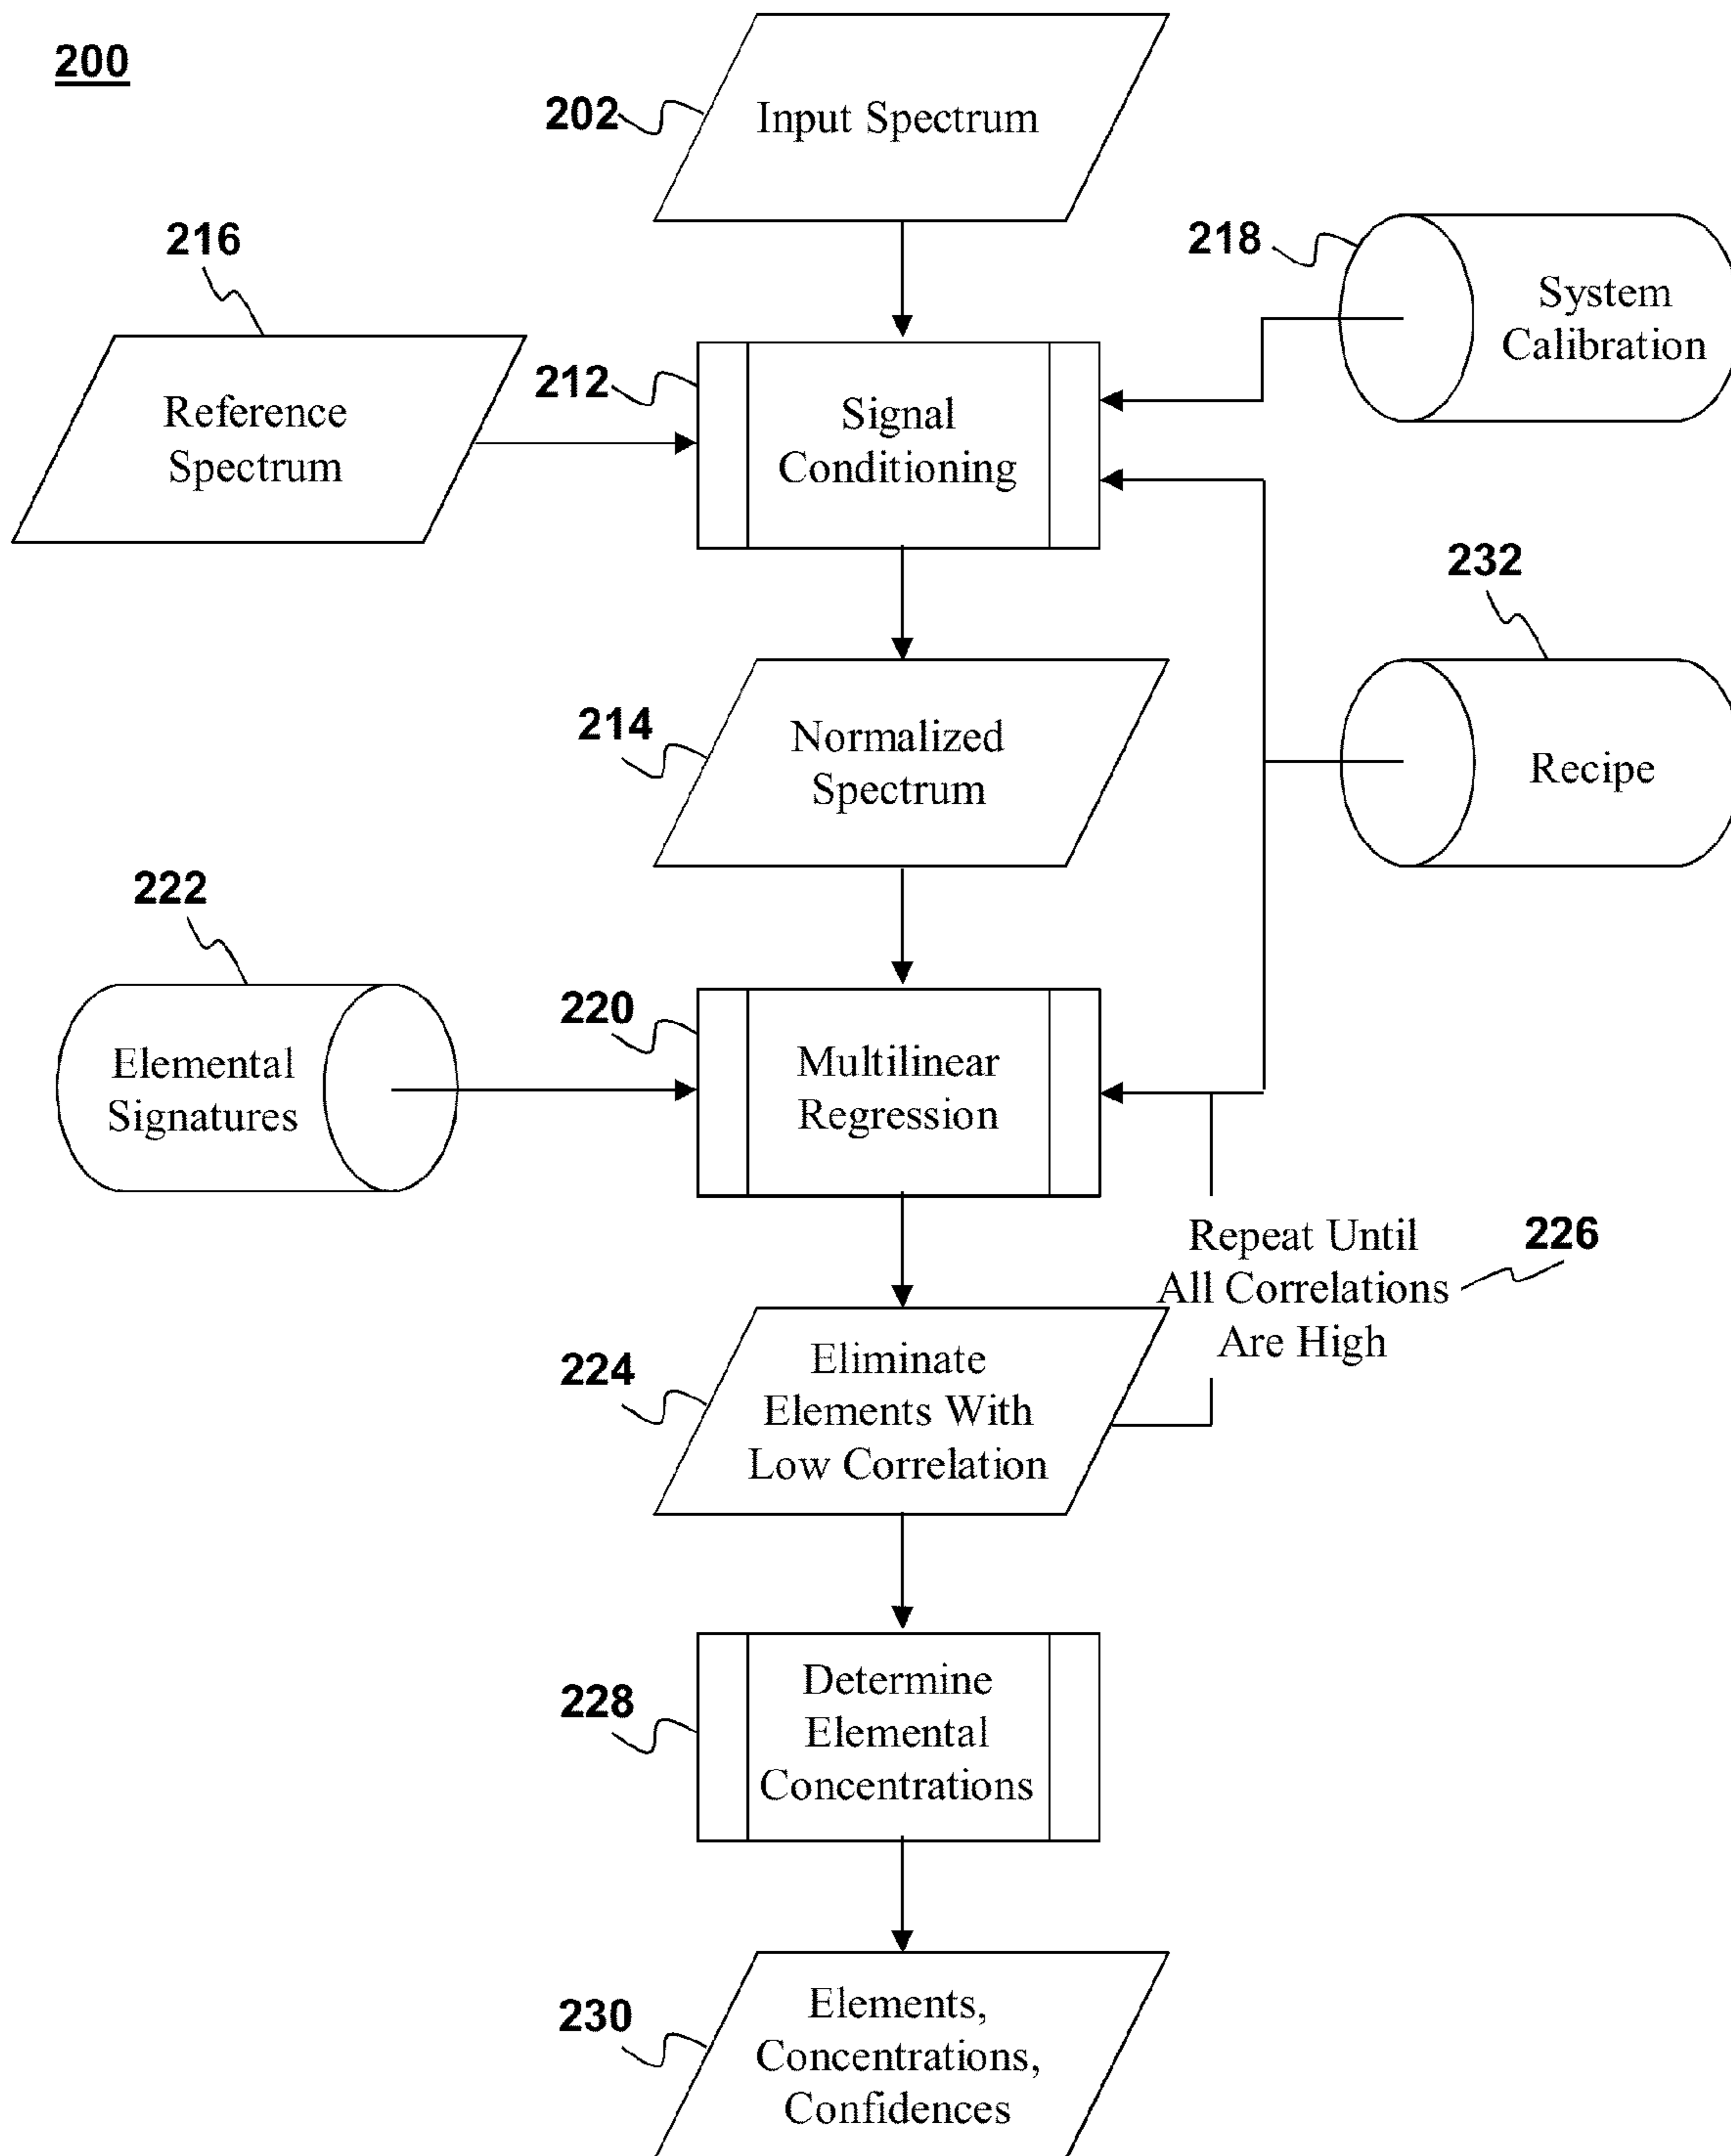 200
202
Input Spectrum
216
218
System
Calibration
Reference
Spectrum
212
Signal
Conditioning
232
Recipe
214
Normalized
Spectrum
222
Elemental
Signatures
220
Multilinear
Regression
Repeat Until
All Correlations
Are High
226
224
Eliminate
Elements With
Low Correlation
228
Determine
Elemental
Concentrations
230
Elements,
Concentrations,
Confidences